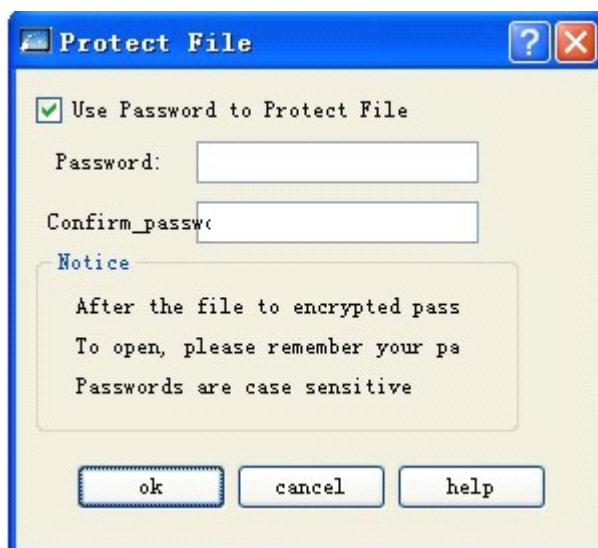 Protect File
Use Password to Protect File
Password:
Confirm_passwo
Notice
After the file to encrypted pass
To open, please remember your pa
Passwords are case sensitive
ok cancel help